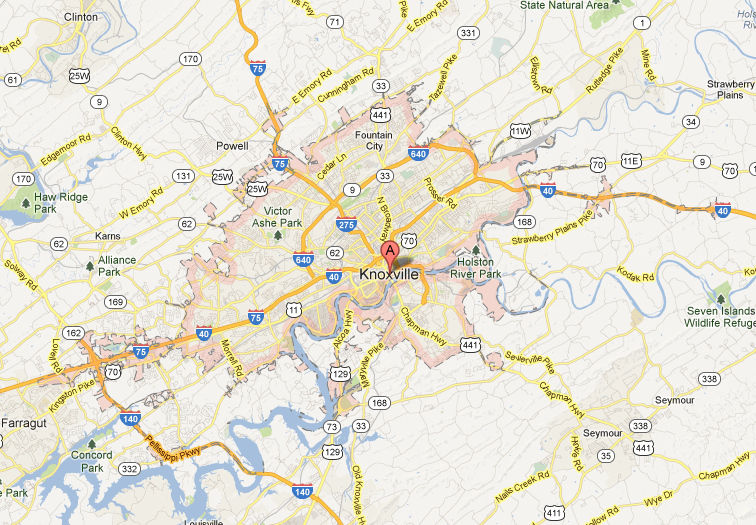 Clinton
State Natural Area
71
E Emory Rd
331
1
75
170
61
25W
9
E Emory Rd
Cunningham Rd
33
Tazewell Pike
Rutledge Pike
Mine Rd
Strawberry
Plains
34
441
Fountain
City
11W
Edgemoor Rd
Clinton Hwy
Powell
75
Cedar Ln
640
70
11E
34
9
70
170
131
25W
25W
9
33
Prosser Rd
40
40
Haw Ridge
Park
W Emory Rd
62
Victor
Ashe Park
275
N Broadway
168
Strawberry Plains Pike
Karns
62
70
Solway Rd
Alliance
Park
640
62
A
Knoxville
Holston
River Park
Kodak Rd
40
169
11
75
Seven Islands
Wildlife Refuge
162
40
Lovell Rd
75
Morrell Rd
Alcoa Hwy
Chapman Hwy
441
Sevierville Pike
70
Kingston Pike
129
Maryville Pike
338
Farragut
140
168
Chapman Hwy
Seymour
Concord
Park
Pellissippi Pkwy
73
33
129
Seymour
338
441
332
35
Old Knoxville Hwy
Chapman Hwy
140
Nails Creek Rd
Wye Dr
411
Louisville